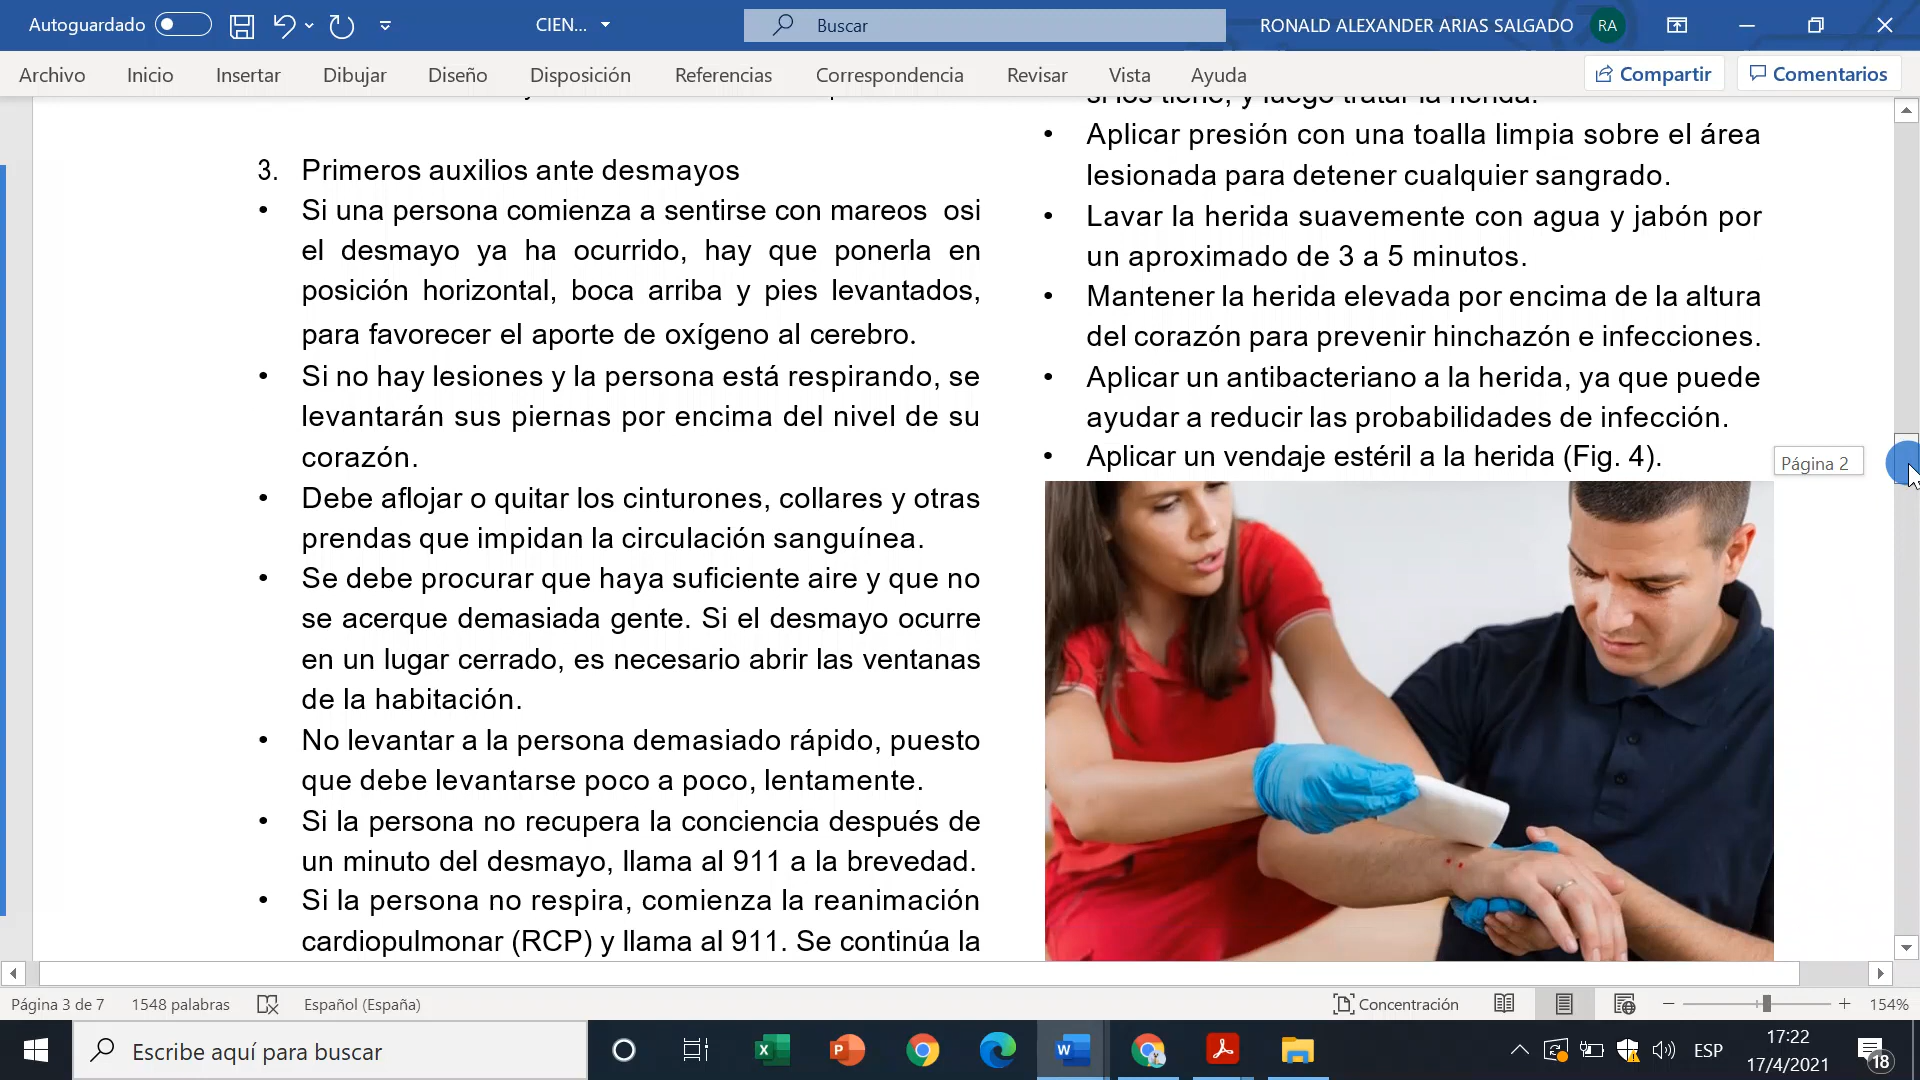 Autoguardado
CIEN...
Buscar
RONALD ALEXANDER ARIAS SALGADO
RA
Archivo
Inicio
Insertar
Dibujar
Diseño
Disposición
Referencias
Correspondencia
Revisar
Vista
Ayuda
Compartir
Comentarios
3. Primeros auxilios ante desmayos
• Si una persona comienza a sentirse con mareos osi
el desmayo ya ha ocurrido, hay que ponerla en
posición horizontal, boca arriba y pies levantados,
para favorecer el aporte de oxígeno al cerebro.
• Si no hay lesiones y la persona está respirando, se
levantarán sus piernas por encima del nivel de su
corazón.
• Debe aflojar o quitar los cinturones, collares y otras
prendas que impidan la circulación sanguínea.
• Se debe procurar que haya suficiente aire y que no
se acerque demasiada gente. Si el desmayo ocurre
en un lugar cerrado, es necesario abrir las ventanas
de la habitación.
• No levantar a la persona demasiado rápido, puesto
que debe levantarse poco a poco, lentamente.
• Si la persona no recupera la conciencia después de
un minuto del desmayo, llama al 911 a la brevedad.
• Si la persona no respira, comienza la reanimación
cardiopulmonar (RCP) y llama al 911. Se continúa la
si los tiene, y luego tratar la herida.
• Aplicar presión con una toalla limpia sobre el área
lesionada para detener cualquier sangrado.
• Lavar la herida suavemente con agua y jabón por
un aproximado de 3 a 5 minutos.
• Mantener la herida elevada por encima de la altura
del corazón para prevenir hinchazón e infecciones.
• Aplicar un antibacteriano a la herida, ya que puede
ayudar a reducir las probabilidades de infección.
• Aplicar un vendaje estéril a la herida (Fig. 4).
Página 2
Página 3 de 7
1548 palabras
Español (España)
Concentración
154%
Escribe aquí para buscar
ESP
17:22
17/4/2021
18